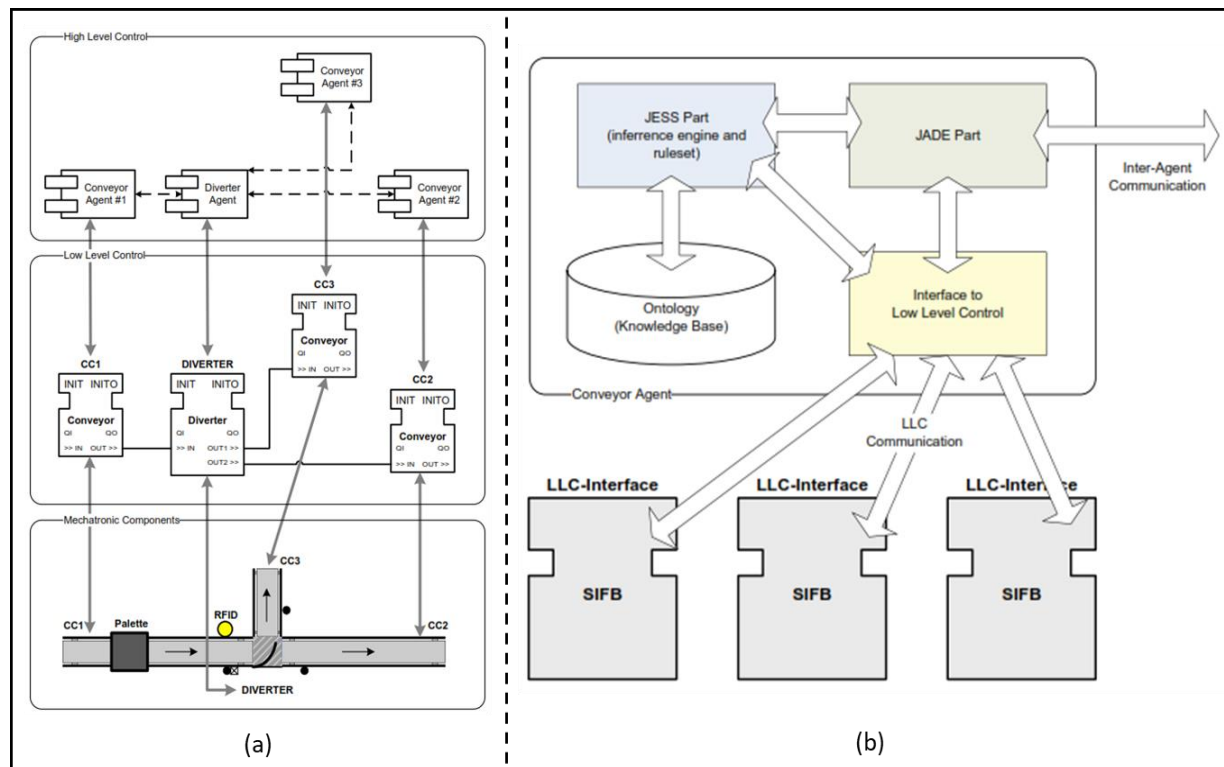 High Level Control
Conveyor
Agent #3
Conveyor
Agent #1
Diverter
Agent
Conveyor
Agent #2
Low Level Control
CC3
INIT INITO
Conveyor
QI QO
>> IN OUT >>
CC1
INIT INITO
Conveyor
QI QO
>> IN OUT >>
DIVERTER
INIT INITO
Diverter
QI QO
>> IN OUT1 >>
OUT2 >>
CC2
INIT INITO
Conveyor
QI QO
>> IN OUT >>
Mechatronic Components
CC3
RFID
CC1
Palette
CC2
DIVERTER
(a)
JESS Part
(inferrence engine and
ruleset)
JADE Part
Inter-Agent
Communication
Ontology
(Knowledge Base)
Interface to
Low Level Control
Conveyor Agent
LLC
Communication
LLC-Interface
SIFB
LLC-Interface
SIFB
LLC-Interface
SIFB
(b)